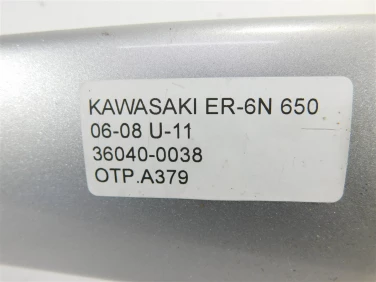 KAWASAKI ER-6N 650
06-08 U-11
36040-0038
OTP.A379